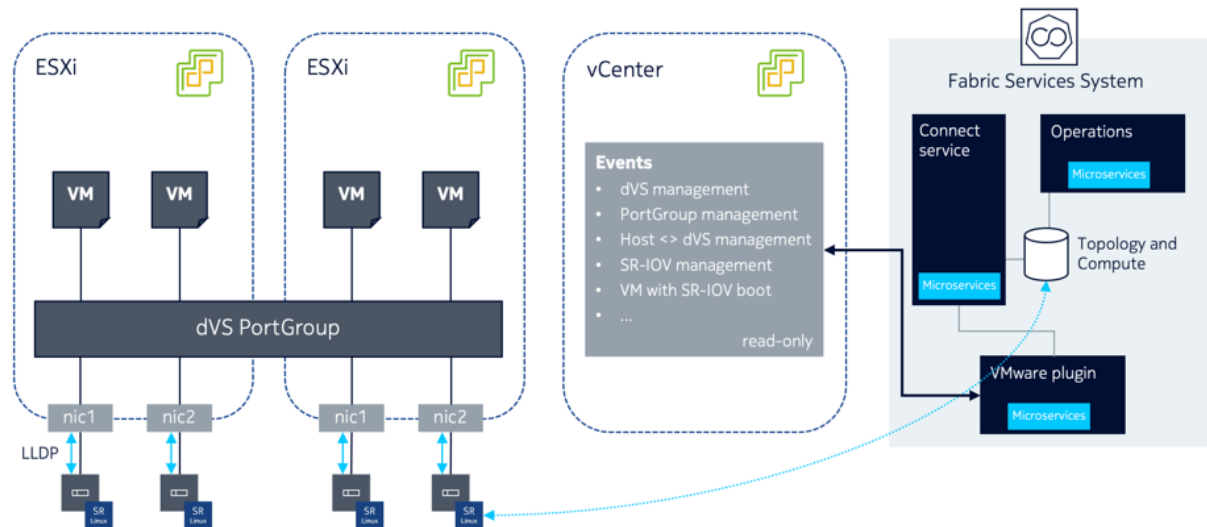 ESXi
ESXi
vCenter
Fabric Services System
Connect
service
Operations
Microservices
Events
• dVS management
• PortGroup management
• Host <> dVS management
• SR-IOV management
• VM with SR-IOV boot
• ...
read-only
VM
VM
VM
VM
Topology and
Compute
Microservices
dVS PortGroup
VMware plugin
Microservices
nic1
nic2
nic1
nic2
LLDP
SR
Linux
SR
Linux
SR
Linux
SR
Linux